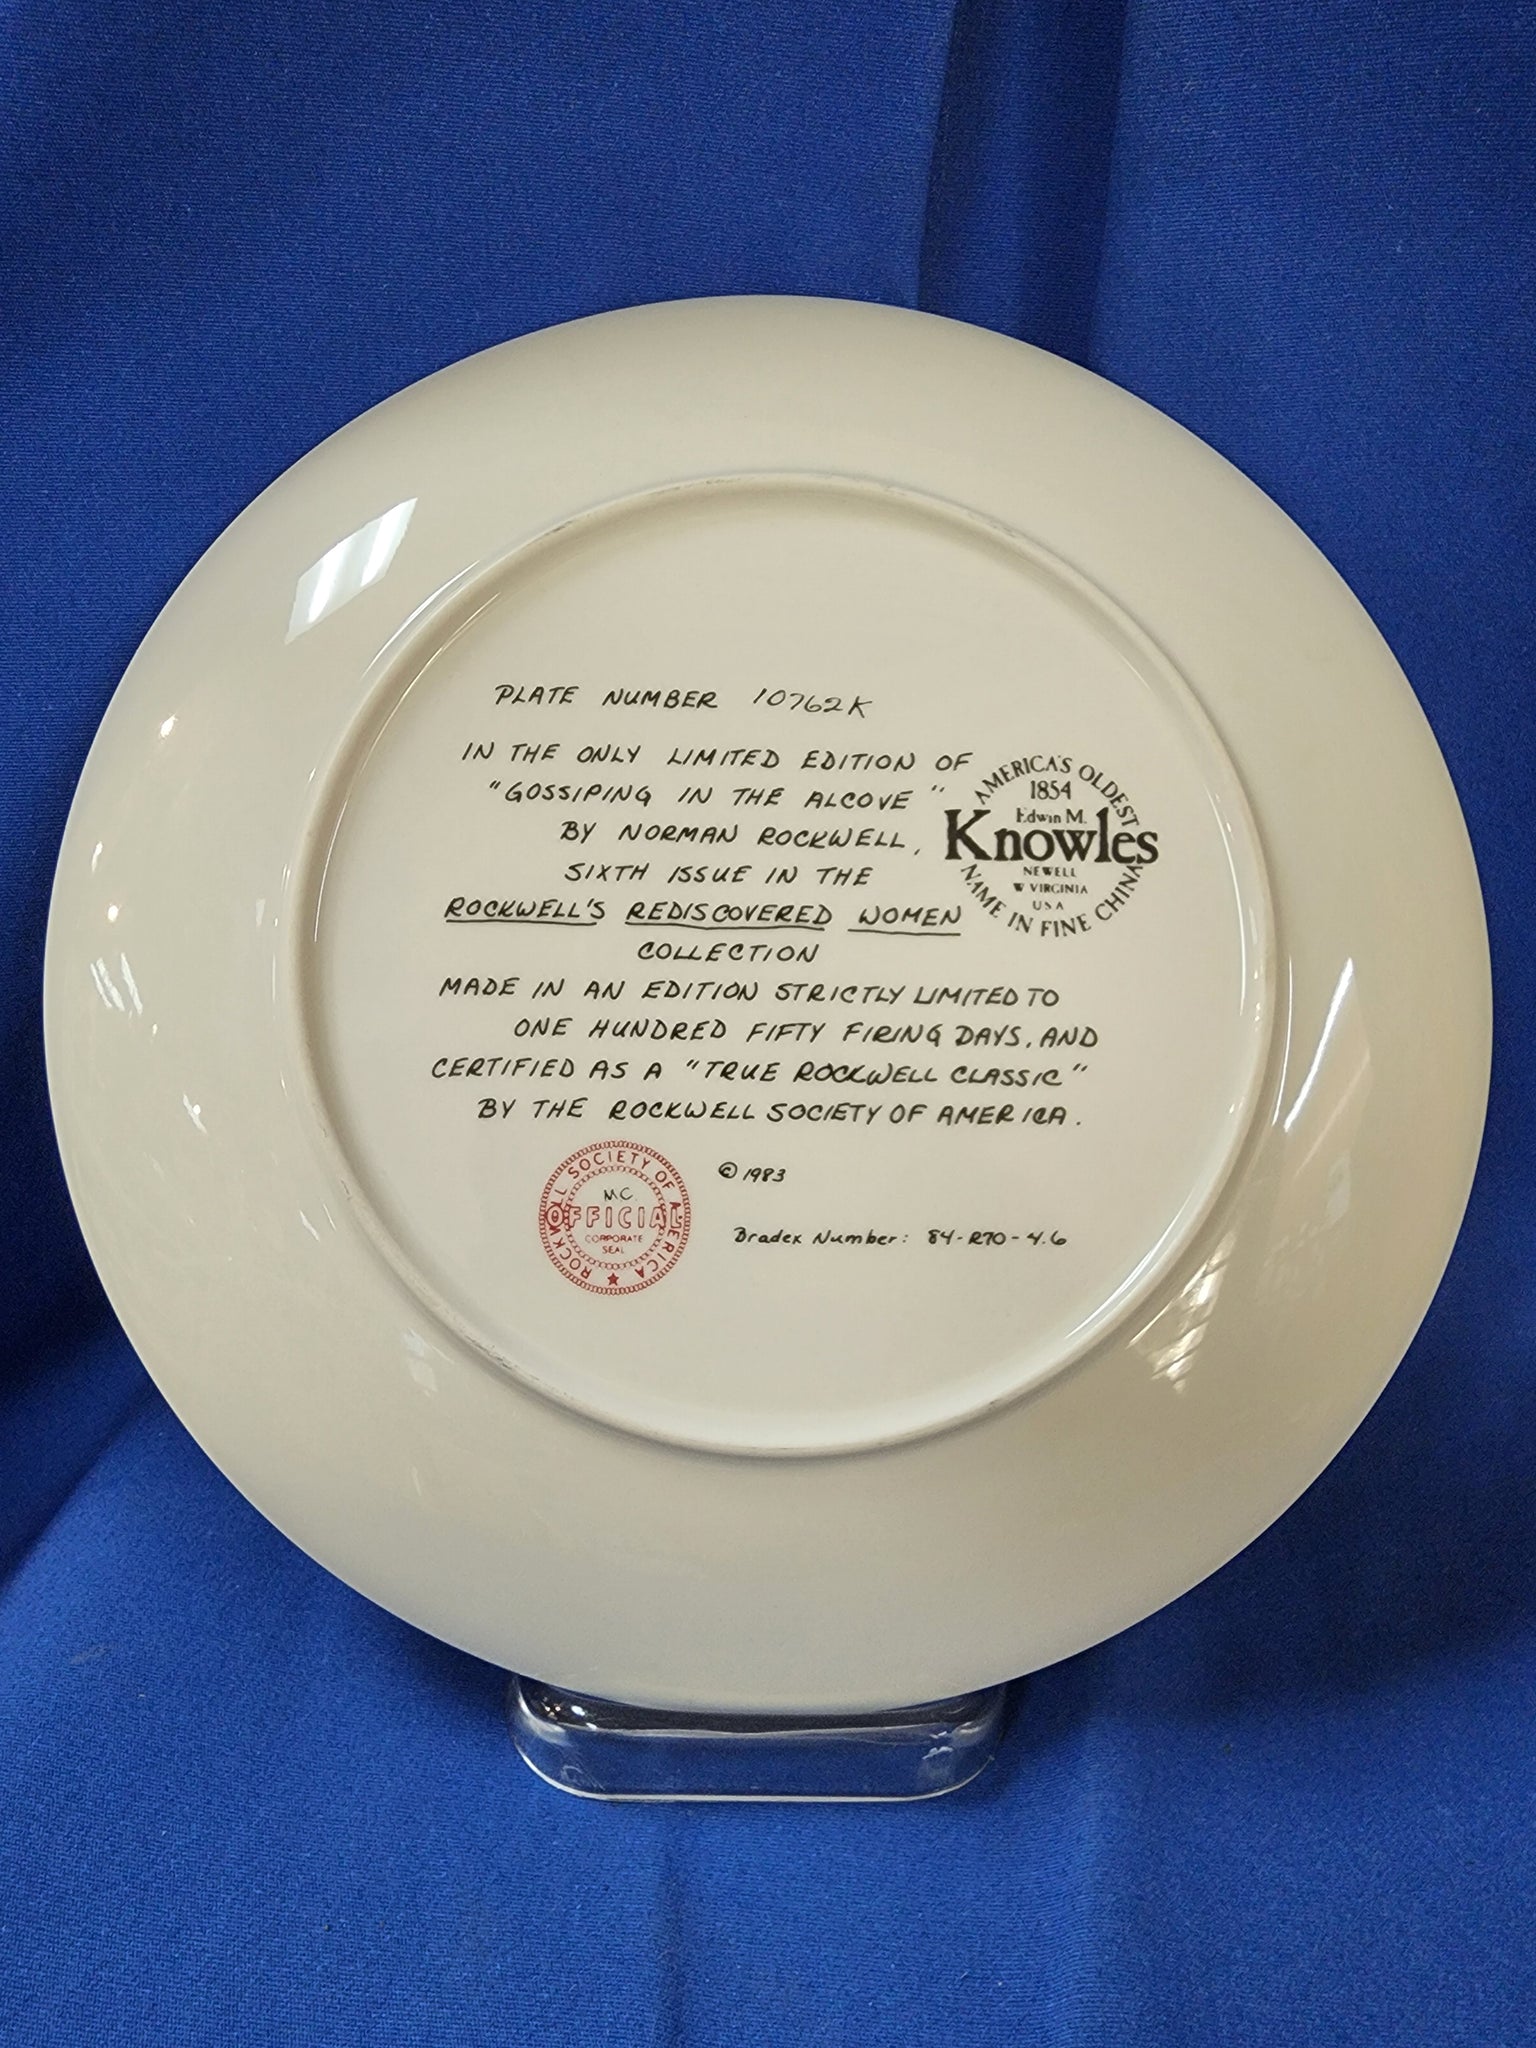 PLATE NUMBER 10762K
IN THE ONLY LIMITED EDITION OF
"GOSSIPING IN THE ALCOVE"
BY NORMAN ROCKWELL,
SIXTH ISSUE IN THE
ROCKWELL'S REDISCOVERED WOMEN
COLLECTION
MADE IN AN EDITION STRICTLY LIMITED TO
ONE HUNDRED FIFTY FIRING DAYS, AND
CERTIFIED AS A "TRUE ROCKWELL CLASSIC"
BY THE ROCKWELL SOCIETY OF AMERICA.
AMERICA'S OLDEST
1854
Edwin M.
Knowles
NEWELL
W VIRGINIA
USA
NAME IN FINE CHINA
ROCKWELL SOCIETY OF AMERICA
MC
OFFICIAL
CORPORATE
SEAL
© 1983
Bradex Number: 84-R70-4.6